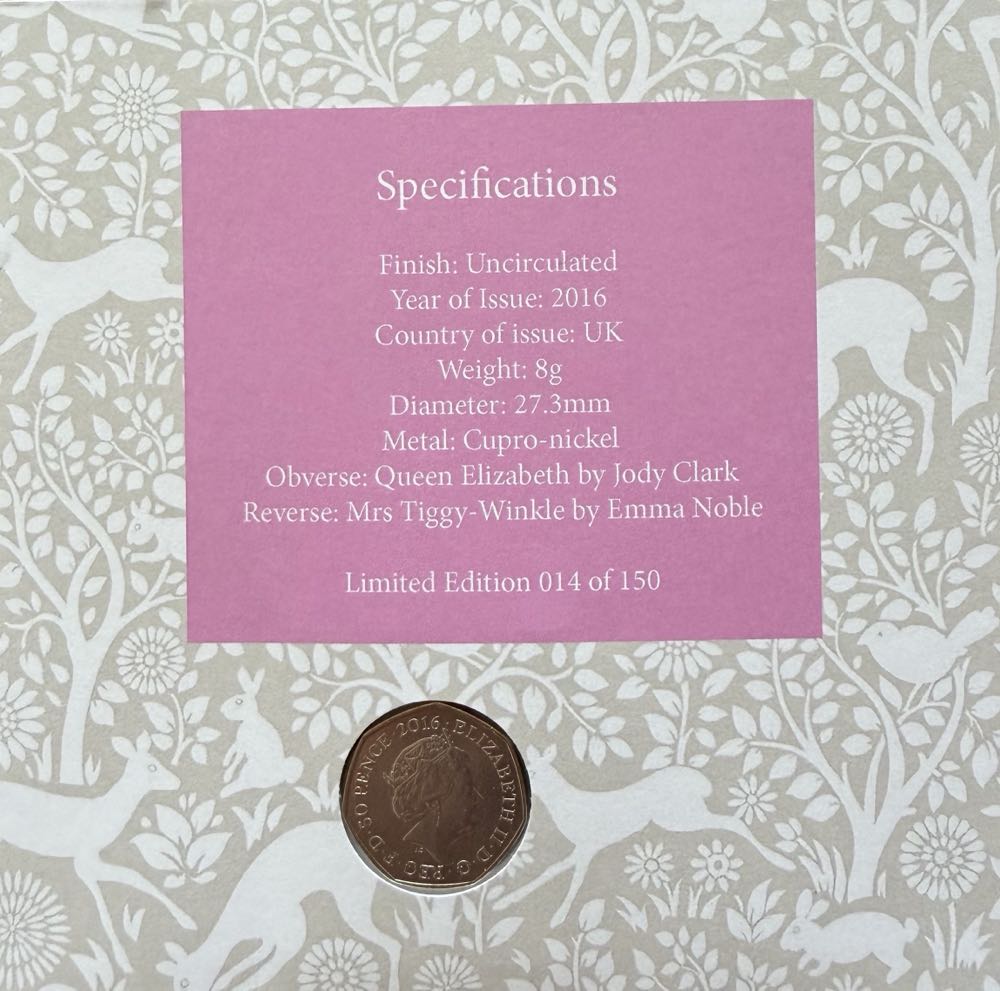 Specifications
Finish: Uncirculated
Year of Issue: 2016
Country of issue: UK
Weight: 8g
Diameter: 27.3mm
Metal: Cupro-nickel
Obverse: Queen Elizabeth by Jody Clark
Reverse: Mrs Tiggy-Winkle by Emma Noble
Limited Edition 014 of 150
ELIZABETH II · D · G · REG · F · D · 50 PENCE 2016 ·